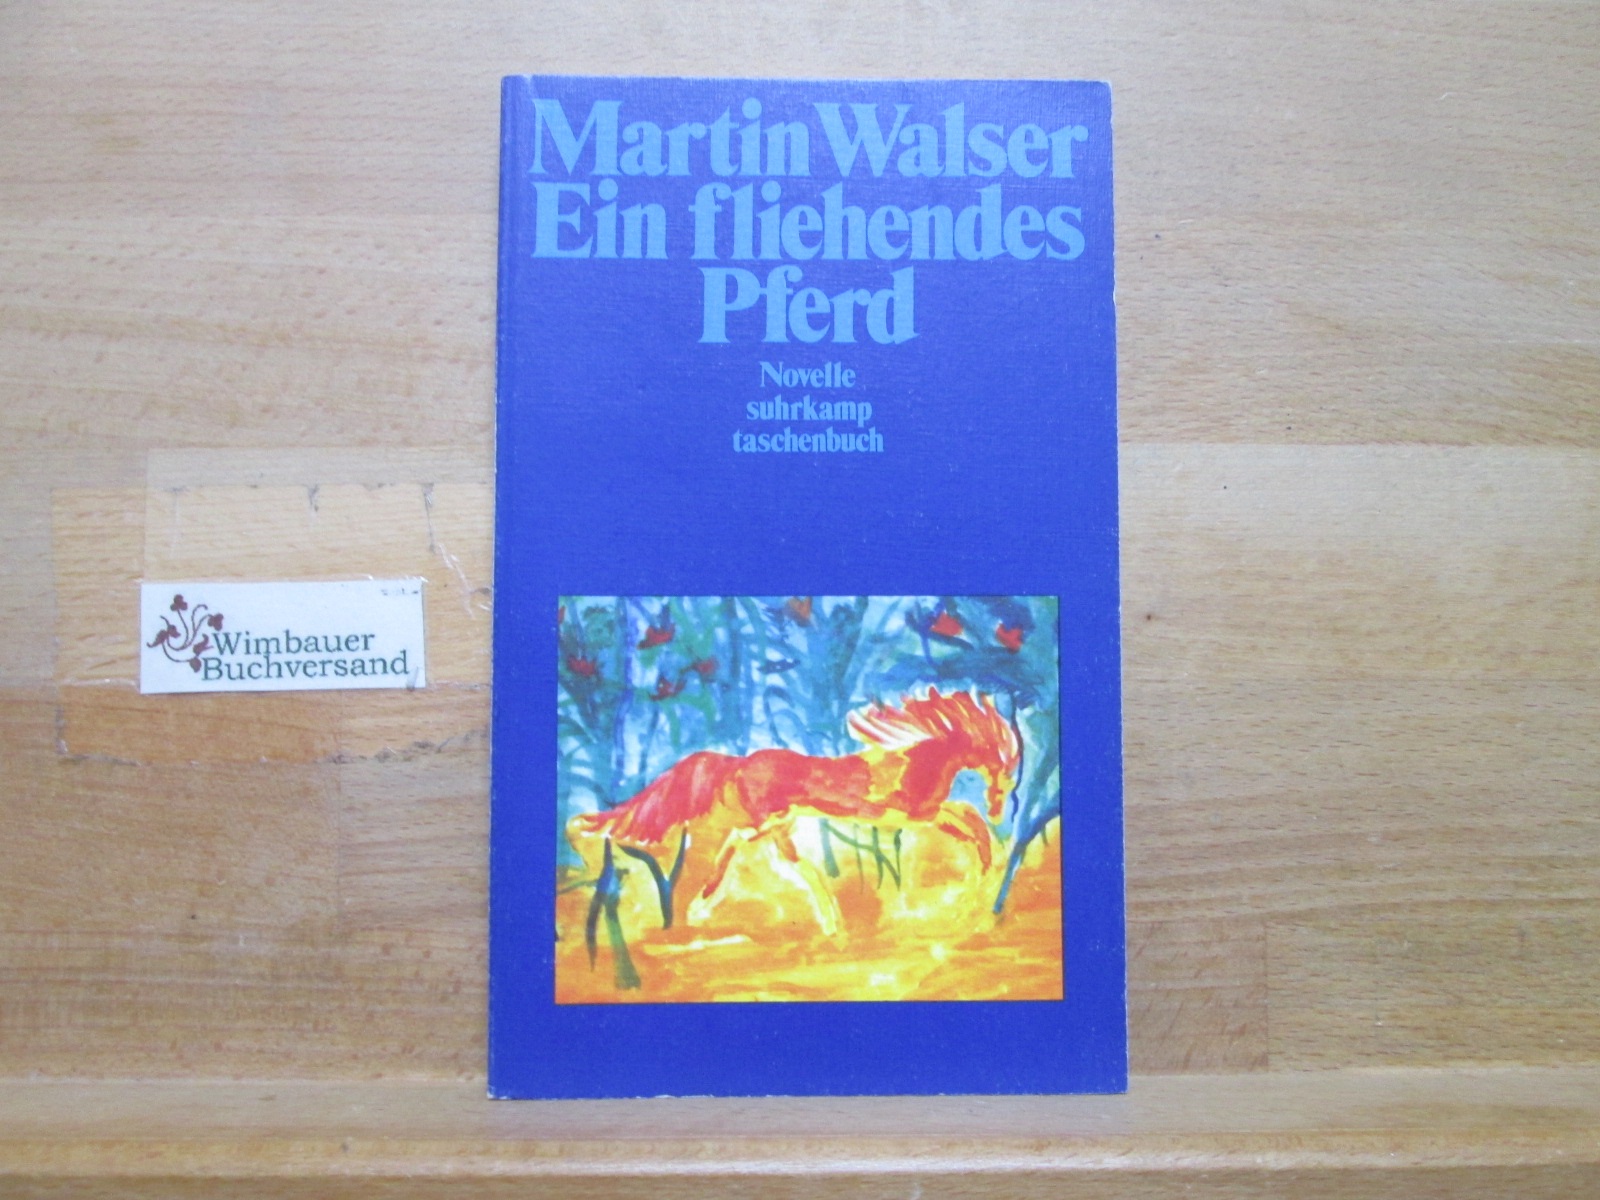 Martin Walser
Ein fliehendes
Pferd
Novelle
suhrkamp
taschenbuch
Wimbauer
Buchversand